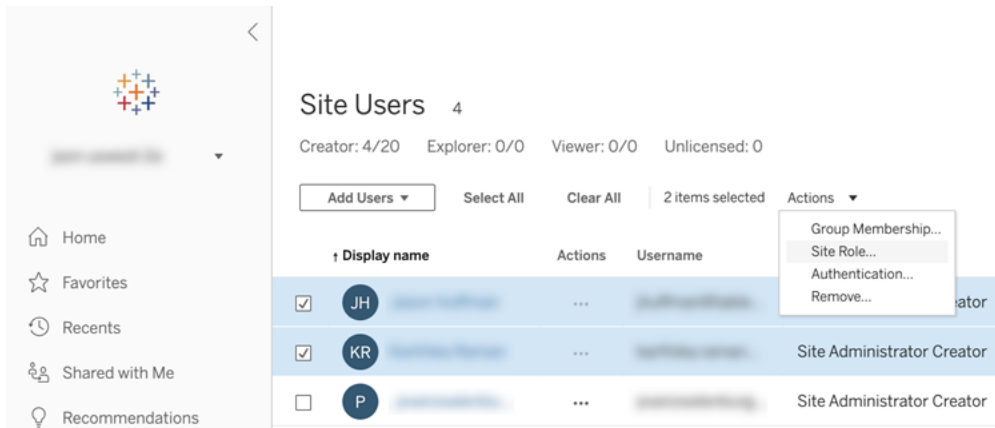 Site Users 4
Creator: 4/20 Explorer: 0/0 Viewer: 0/0 Unlicensed: 0
Add Users ▾ Select All Clear All 2 items selected Actions ▾
Group Membership...
Site Role...
Authentication...
Remove...
↑ Display name Actions Username
JH ... ator
KR ... Site Administrator Creator
P ... Site Administrator Creator
Home
Favorites
Recents
Shared with Me
Recommendations